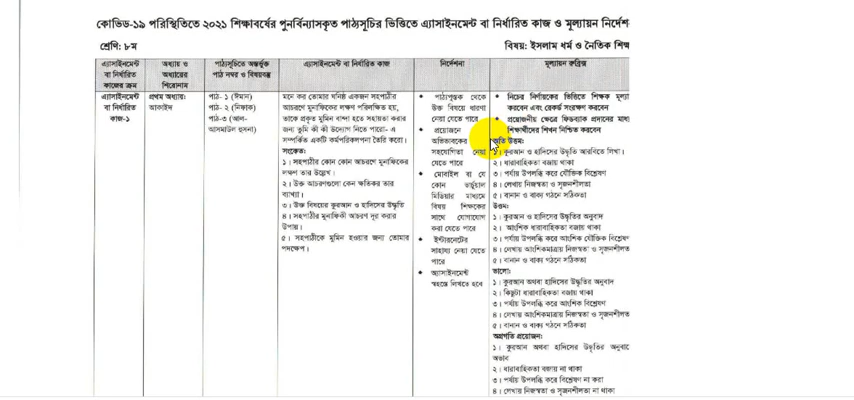 কোভিড-১৯ পরিস্থিতিতে ২০২১ শিক্ষাবর্ষের পুনর্বিন্যাসকৃত পাঠ্যসূচির ভিত্তিতে এ্যাসাইনমেন্ট বা নির্ধারিত কাজ ও মূল্যায়ন নির্দেশ
শ্রেণি: ৮ম
বিষয়: ইসলাম ধর্ম ও নৈতিক শিক্ষ
এ্যাসাইনমেন্ট
বা নির্ধারিত
কাজের ক্রম
অধ্যায় ও
অধ্যায়ের
শিরোনাম
পাঠ্যসূচিতে অন্তর্ভুক্ত
পাঠ নম্বর ও বিষয়বস্তু
এ্যাসাইনমেন্ট বা নির্ধারিত কাজ
নির্দেশনা
মূল্যায়ন রুব্রিক্স
এ্যাসাইনমেন্ট
বা নির্ধারিত
কাজ-১
প্রথম অধ্যায়:
আকাইদ
পাঠ- ১ (ঈমান)
পাঠ- ২ (নিফাক)
পাঠ-৩ (আল-
আসমাউল হুসনা)
মনে কর তোমার ঘনিষ্ঠ একজন সহপাঠীর
আচরণে মুনাফিকের লক্ষণ পরিলক্ষিত হয়,
তাকে প্রকৃত মুমিন বান্দা হতে সহায়তা করার
জন্য তুমি কী কী উদ্যোগ নিতে পারো- এ
সম্পর্কিত একটি কর্মপরিকল্পনা তৈরি করো।
সংকেত:
১। সহপাঠীর কোন কোন আচরণে মুনাফিকের
লক্ষণ তার উল্লেখ।
২। উক্ত আচরণগুলো কেন ক্ষতিকর তার
ব্যাখ্যা।
৩। উক্ত বিষয়ের কুরআন ও হাদিসের উদ্ধৃতি
৪। সহপাঠীর মুনাফিকী আচরণ দূর করার
উপায়।
৫। সহপাঠীকে মুমিন হওয়ার জন্য তোমার
পদক্ষেপ।
• পাঠ্যপুস্তক থেকে
উক্ত বিষয়ে ধারণা
নেয়া যেতে পারে
• প্রয়োজনে
অভিভাবকের
সহযোগিতা নেয়া
যেতে পারে
• মোবাইল বা যে
কোন ভার্চুয়াল
মিডিয়ার মাধ্যমে
বিষয় শিক্ষকের
সাথে যোগাযোগ
করা যেতে পারে
• ইন্টারনেটের
সাহায্য নেয়া যেতে
পারে
• অ্যাসাইনমেন্ট
স্বহস্তে লিখতে হবে
• নিচের নির্ণায়কের ভিত্তিতে শিক্ষক মূল্যা
করবেন এবং রেকর্ড সংরক্ষণ করবেন
• প্রয়োজনীয় ক্ষেত্রে ফিডব্যাক প্রদানের মাধ্য
শিক্ষার্থীদের শিখন নিশ্চিত করবেন
উত্তম:
১। কুরআন ও হাদিসের উদ্ধৃতি আরবিতে লিখা।
২। ধারাবাহিকতা বজায় থাকা
৩। পর্যায় উপলব্ধি করে যৌক্তিক বিশ্লেষণ
৪। লেখায় নিজস্বতা ও সৃজনশীলতা
৫। বানান ও বাক্য গঠনে সঠিকতা
উত্তম:
১। কুরআন ও হাদিসের উদ্ধৃতির অনুবাদ
২। আংশিক ধারাবাহিকতা বজায় থাকা
৩। পর্যায় উপলব্ধি করে আংশিক যৌক্তিক বিশ্লেষণ
৪। লেখায় আংশিকমাত্রায় নিজস্বতা ও সৃজনশীলত
৫। বানান ও বাক্য গঠনে সঠিকতা
ভালো:
১। কুরআন অথবা হাদিসের উদ্ধৃতির অনুবাদ
২। কিছুটা ধারাবাহিকতা বজায় থাকা
৩। পর্যায় উপলব্ধি করে আংশিক বিশ্লেষণ
৪। লেখায় আংশিকমাত্রায় নিজস্বতা ও সৃজনশীলত
৫। বানান ও বাক্য গঠনে সঠিকতা
অগ্রগতি প্রয়োজন:
১। কুরআন অথবা হাদিসের উদ্ধৃতির অনুবাদে
অভাব
২। ধারাবাহিকতা বজায় না থাকা
৩। পর্যায় উপলব্ধি করে বিশ্লেষণ না করা
৪। লেখায় নিজস্বতা ও সৃজনশীলতা না থাকা